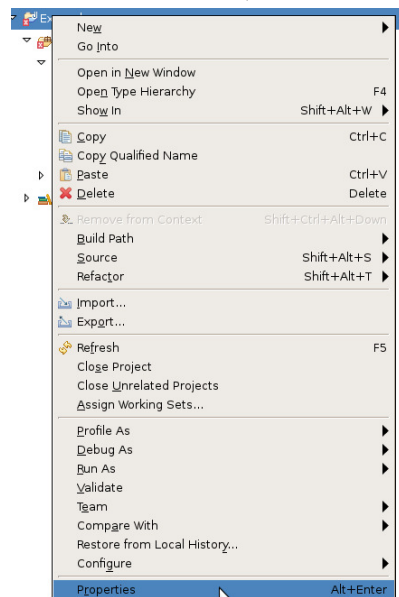 Ex
New
Go Into
Open in New Window
Open Type Hierarchy F4
Show In Shift+Alt+W
Copy Ctrl+C
Copy Qualified Name
Paste Ctrl+V
Delete Delete
Remove from Context Shift+Ctrl+Alt+Down
Build Path
Source Shift+Alt+S
Refactor Shift+Alt+T
Import...
Export...
Refresh F5
Close Project
Close Unrelated Projects
Assign Working Sets...
Profile As
Debug As
Run As
Validate
Team
Compare With
Restore from Local History...
Configure
Properties Alt+Enter